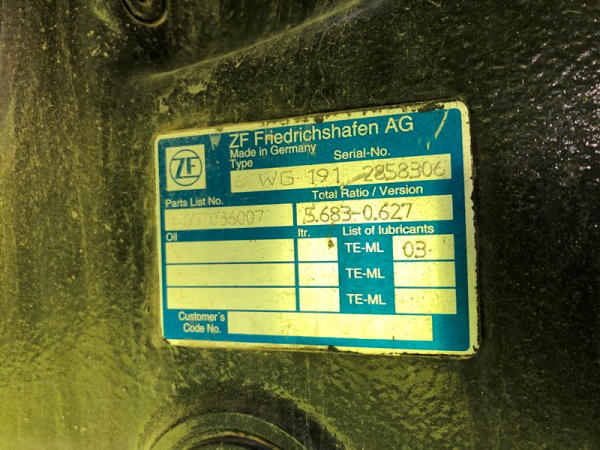 ZF Friedrichshafen AG
ZF
Made in Germany
Type
Serial-No.
WG 191 2858306
Parts List No.
Total Ratio / Version
5.683-0.627
Oil
ltr.
List of lubricants
TE-ML 03
TE-ML
TE-ML
Customer's
Code No.